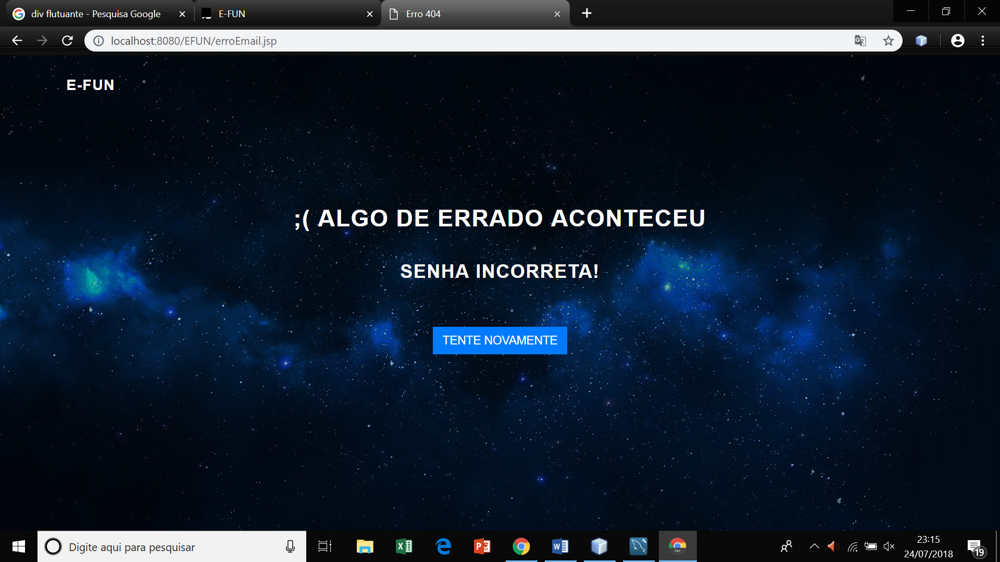 div flutuante - Pesquisa Google
E-FUN
Erro 404
localhost:8080/EFUN/erroEmail.jsp
E-FUN
;( ALGO DE ERRADO ACONTECEU
SENHA INCORRETA!
TENTE NOVAMENTE
Digite aqui para pesquisar
Dev
23:15
24/07/2018
19